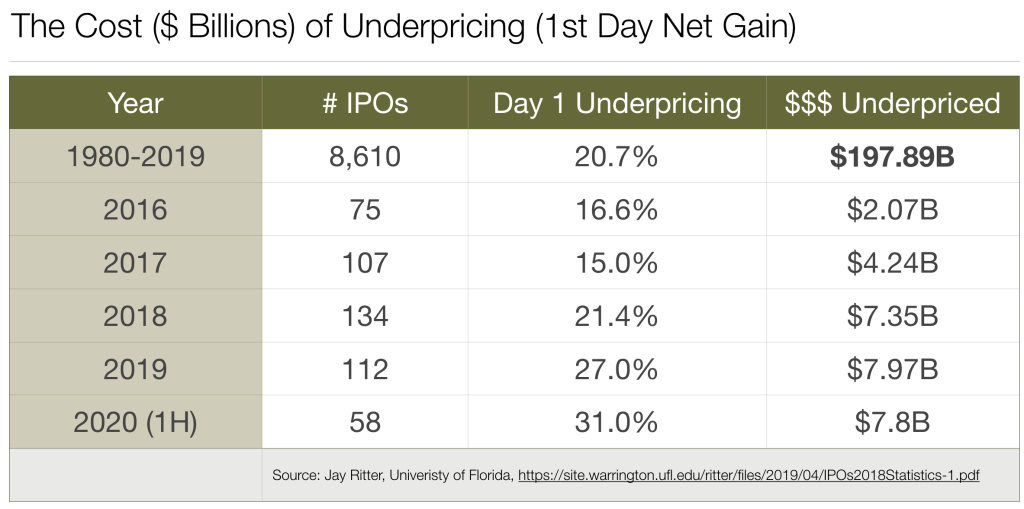 The Cost ($ Billions) of Underpricing (1st Day Net Gain)
Year # IPOs Day 1 Underpricing $$$ Underpriced
1980-2019 8,610 20.7% $197.89B
2016 75 16.6% $2.07B
2017 107 15.0% $4.24B
2018 134 21.4% $7.35B
2019 112 27.0% $7.97B
2020 (1H) 58 31.0% $7.8B
Source: Jay Ritter, Univeristy of Florida, https://site.warrington.ufl.edu/ritter/files/2019/04/IPOs2018Statistics-1.pdf